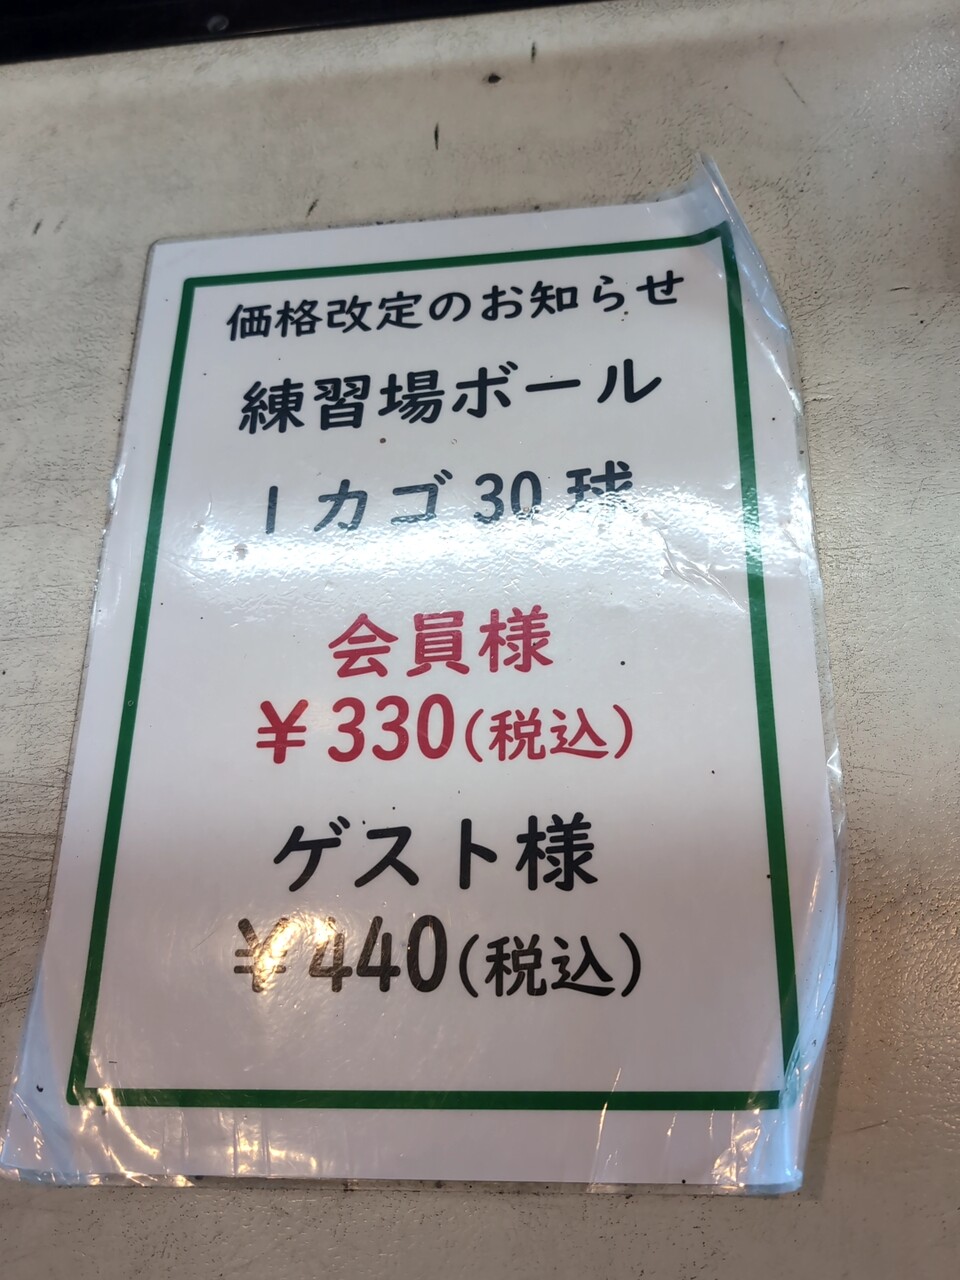 価格改定のお知らせ
練習場ボール
1カゴ30球
会員様
¥330(税込)
ゲスト様
¥440(税込)